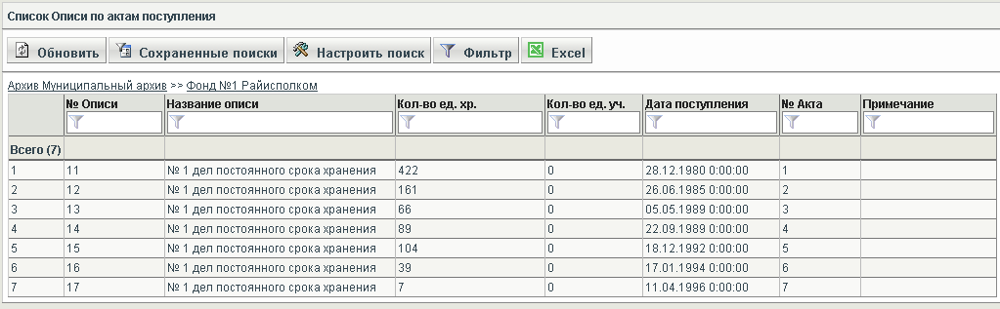 Список Описи по актам поступления
Обновить Сохраненные поиски Настроить поиск Фильтр Excel
Архив Муниципальный архив >> Фонд №1 Райисполком
№ Описи Название описи Кол-во ед. хр. Кол-во ед. уч. Дата поступления № Акта Примечание
Всего (7)
1 11 № 1 дел постоянного срока хранения 422 0 28.12.1980 0:00:00 1
2 12 № 1 дел постоянного срока хранения 161 0 26.06.1985 0:00:00 2
3 13 № 1 дел постоянного срока хранения 66 0 05.05.1989 0:00:00 3
4 14 № 1 дел постоянного срока хранения 89 0 22.09.1989 0:00:00 4
5 15 № 1 дел постоянного срока хранения 104 0 18.12.1992 0:00:00 5
6 16 № 1 дел постоянного срока хранения 39 0 17.01.1994 0:00:00 6
7 17 № 1 дел постоянного срока хранения 7 0 11.04.1996 0:00:00 7